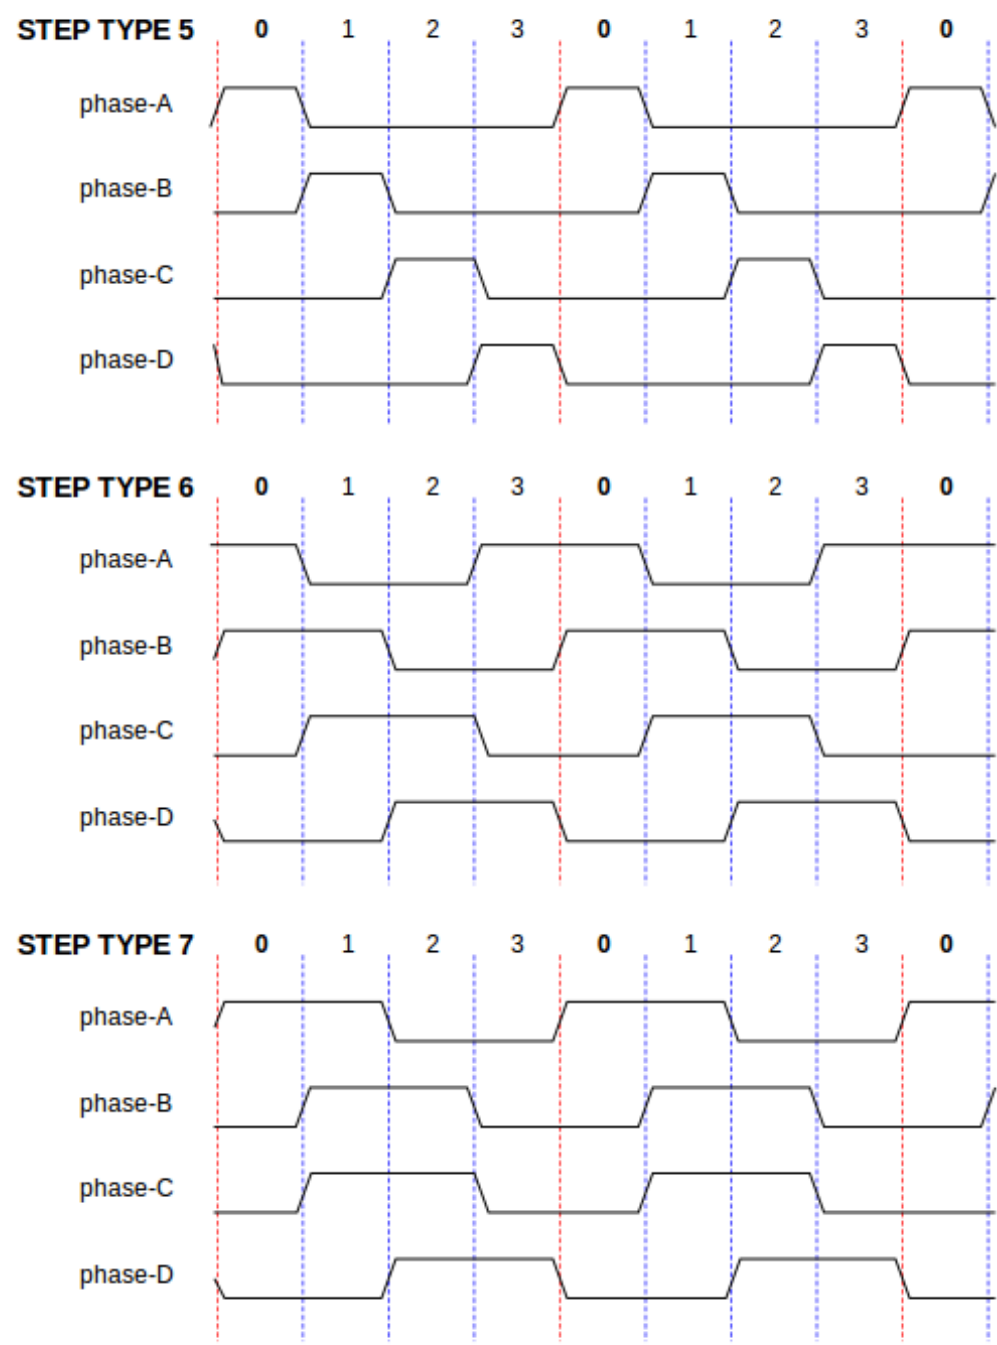 STEP TYPE 5 0 1 2 3 0 1 2 3 0
phase-A
phase-B
phase-C
phase-D
STEP TYPE 6 0 1 2 3 0 1 2 3 0
phase-A
phase-B
phase-C
phase-D
STEP TYPE 7 0 1 2 3 0 1 2 3 0
phase-A
phase-B
phase-C
phase-D